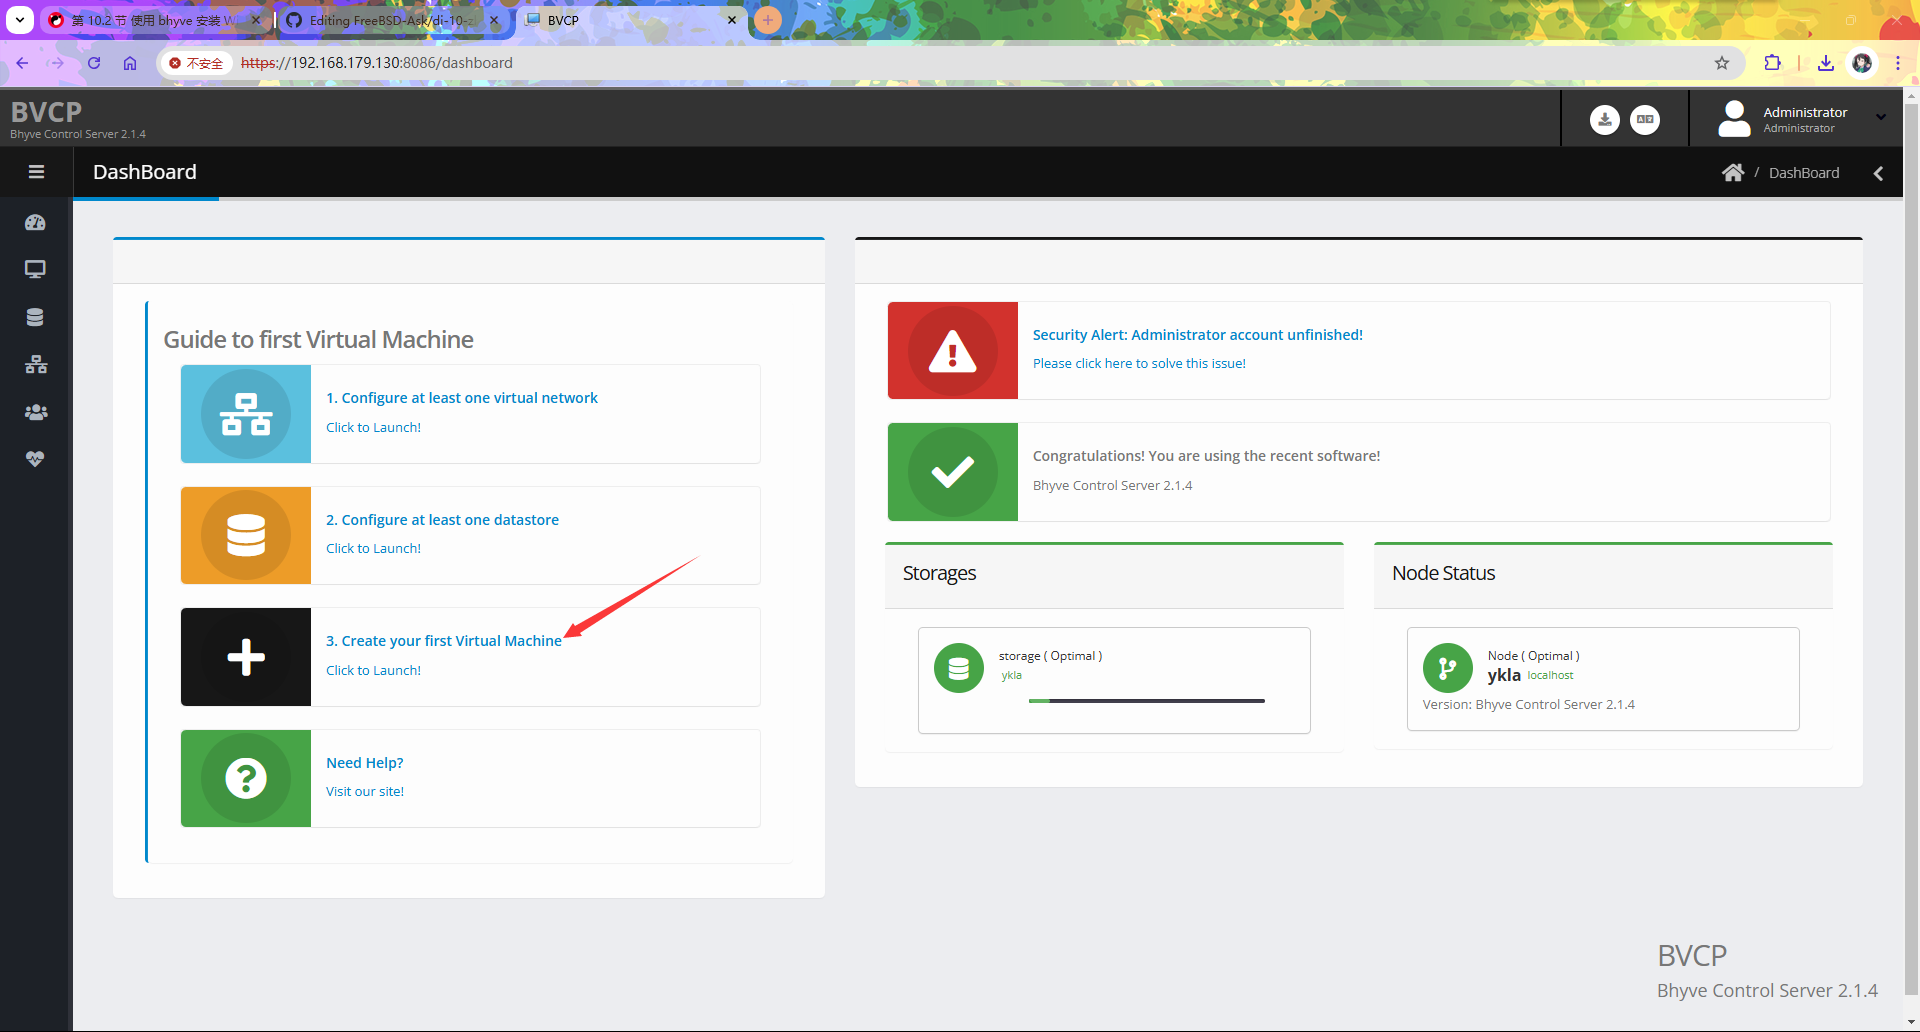 第 10.2 节 使用 bhyve 安装 W
Editing FreeBSD-Ask/di-10-z
BVCP
不安全
https://192.168.179.130:8086/dashboard
BVCP
Bhyve Control Server 2.1.4
Administrator
Administrator
DashBoard
/ DashBoard
Guide to first Virtual Machine
1. Configure at least one virtual network
Click to Launch!
2. Configure at least one datastore
Click to Launch!
3. Create your first Virtual Machine
Click to Launch!
Need Help?
Visit our site!
Security Alert: Administrator account unfinished!
Please click here to solve this issue!
Congratulations! You are using the recent software!
Bhyve Control Server 2.1.4
Storages
storage ( Optimal )
ykla
Node Status
Node ( Optimal )
ykla localhost
Version: Bhyve Control Server 2.1.4
BVCP
Bhyve Control Server 2.1.4